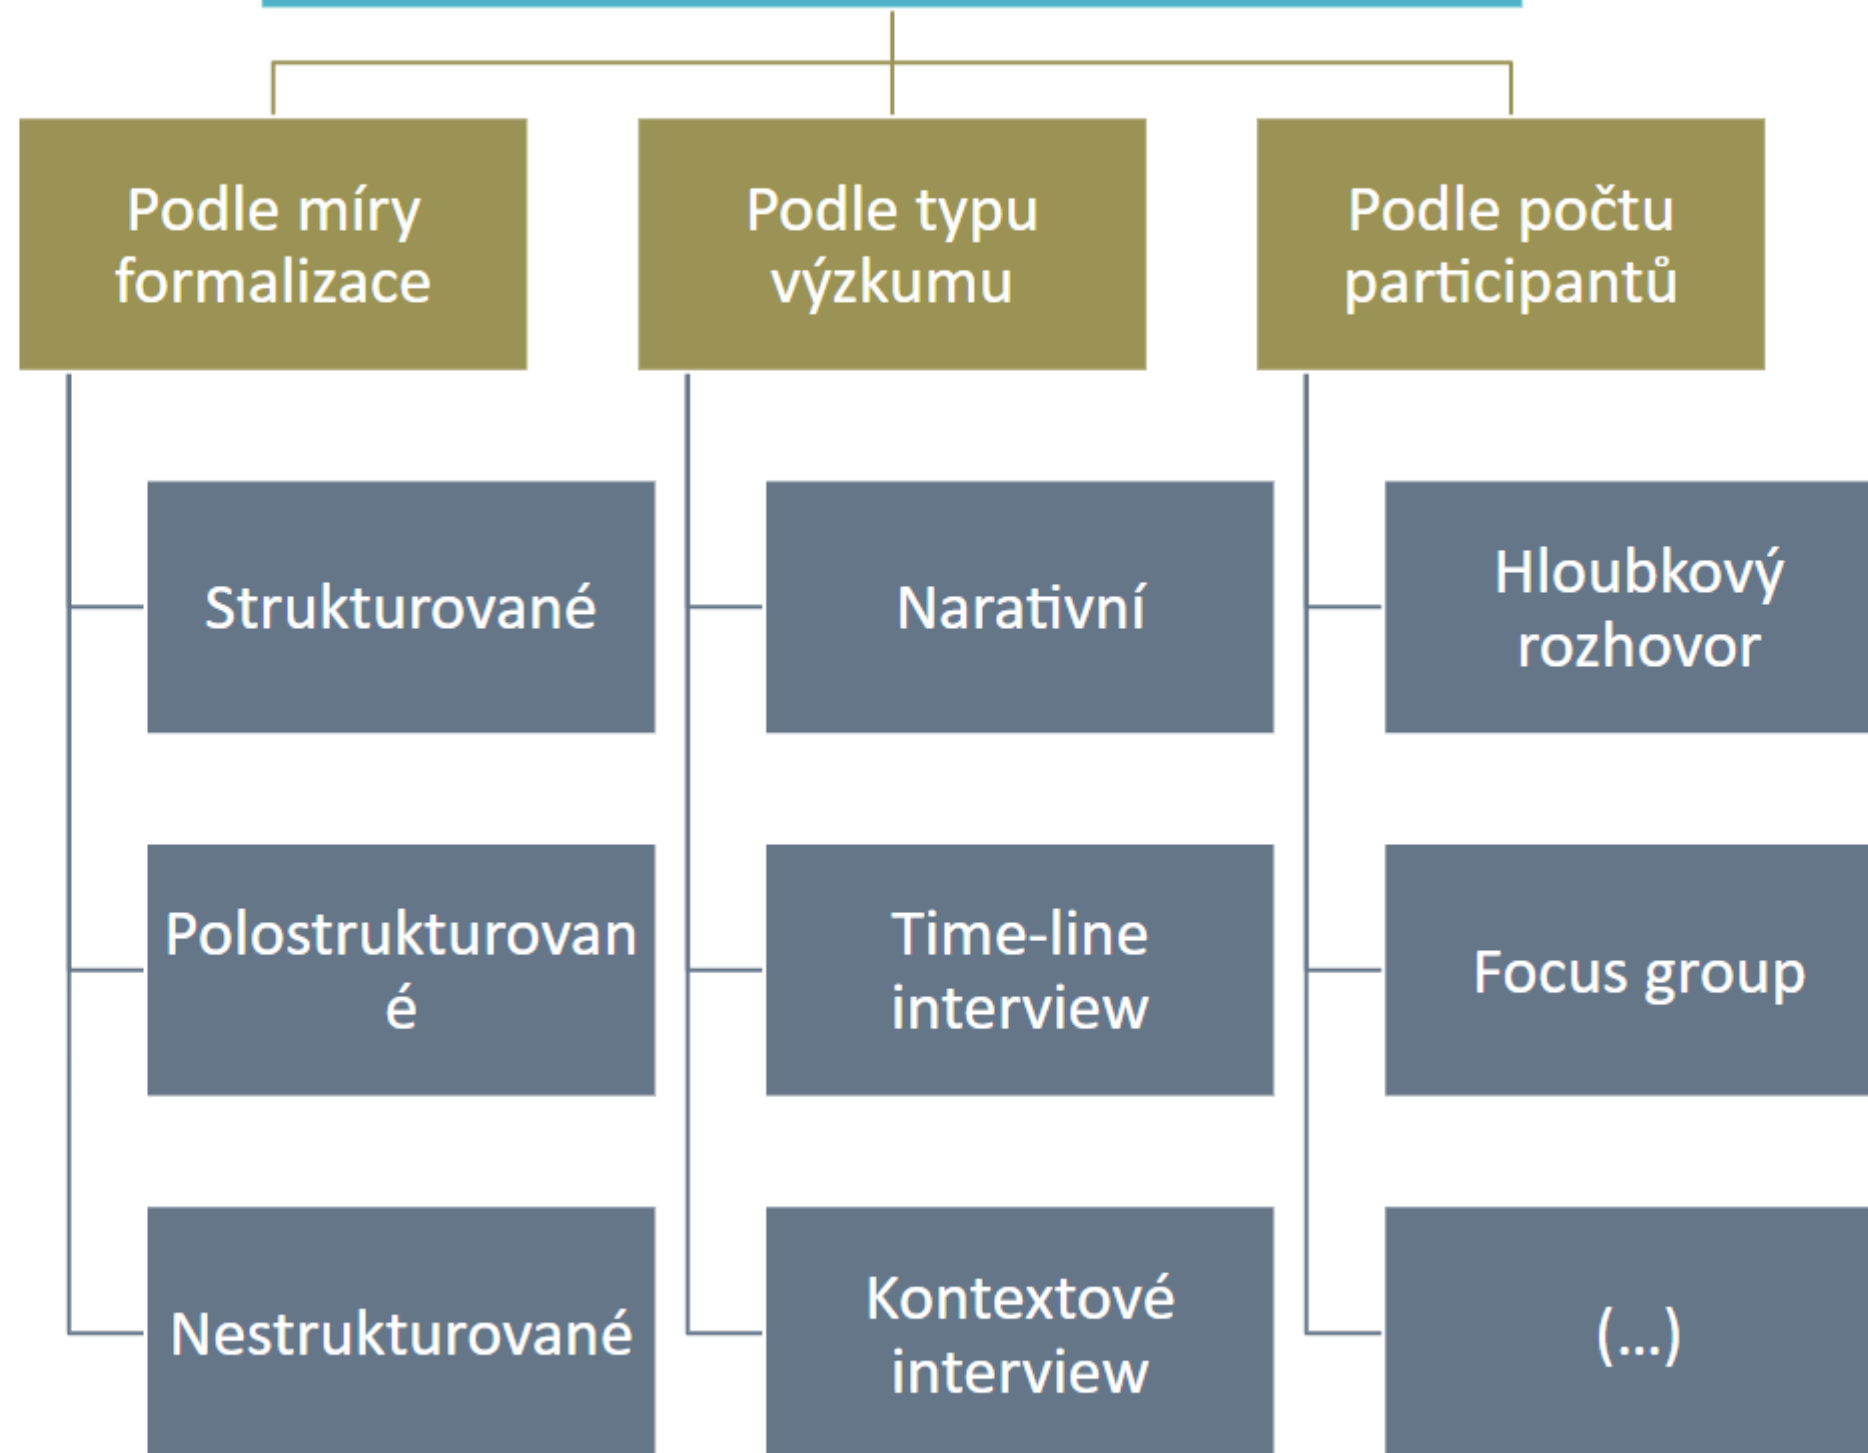 Podle míry
formalizace
Strukturované
Polostrukturovan
é
Nestrukturované
Podle typu
výzkumu
Narativní
Time-line
interview
Kontextové
interview
Podle počtu
participantů
Hloubkový
rozhovor
Focus group
(...)